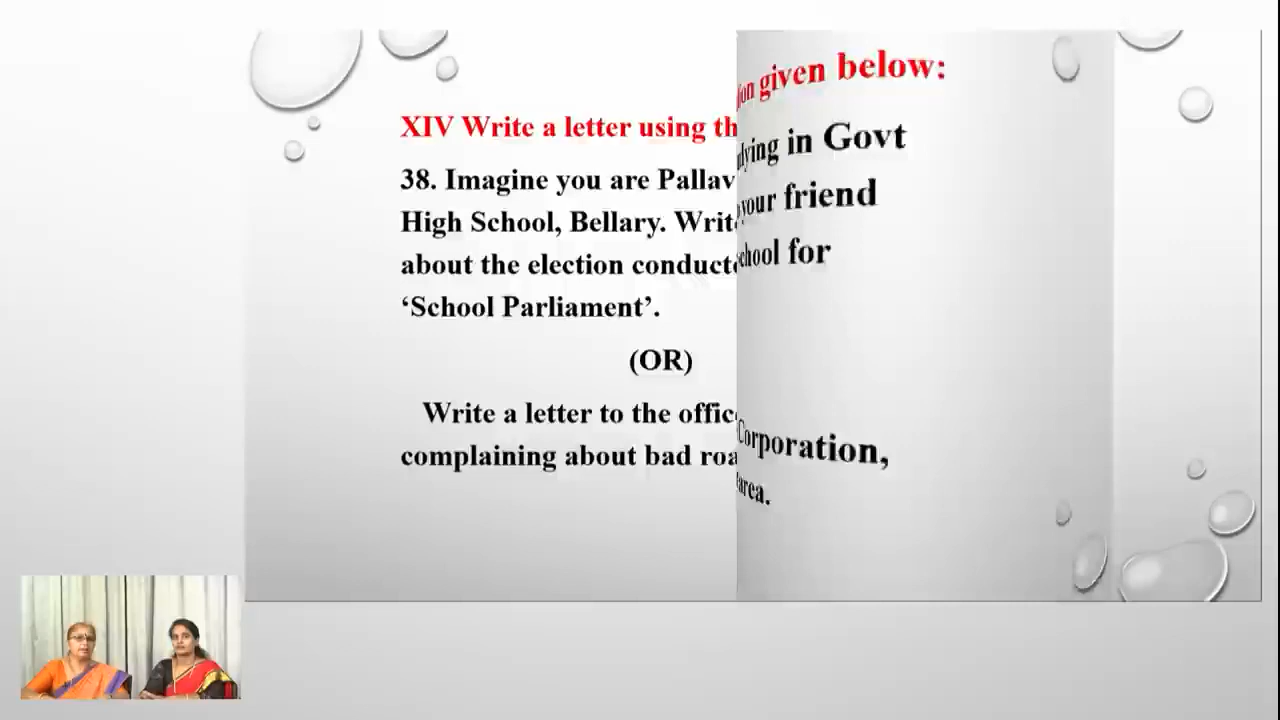 XIV Write a letter using th ion given below:
38. Imagine you are Pallav dying in Govt
High School, Bellary. Writ your friend
about the election conduct chool for
‘School Parliament’.
(OR)
Write a letter to the offic Corporation,
complaining about bad roa area.